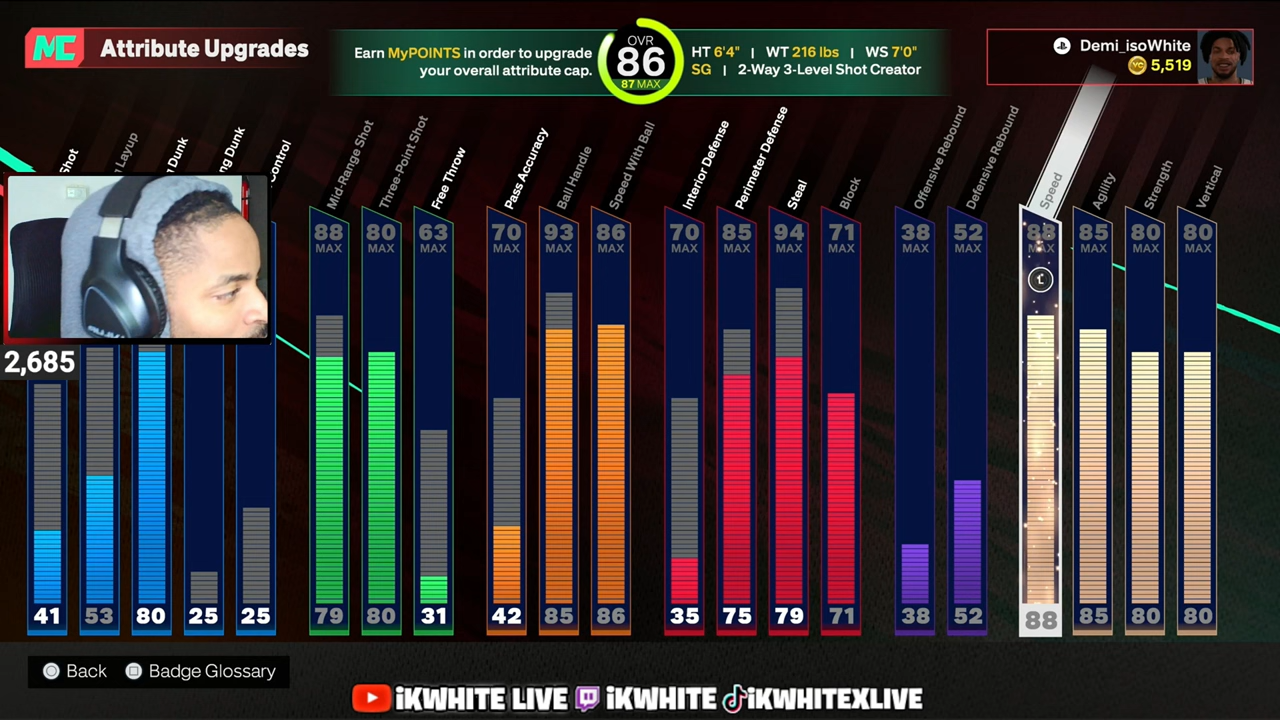 MC Attribute Upgrades
Earn MyPOINTS in order to upgrade
your overall attribute cap.
OVR
86
87 MAX
HT 6'4" | WT 216 lbs | WS 7'0"
SG | 2-Way 3-Level Shot Creator
Demi_isoWhite
VC 5,519
Shot
Layup
Dunk
ng Dunk
Control
Mid-Range Shot
Three-Point Shot
Free Throw
Pass Accuracy
Ball Handle
Speed With Ball
Interior Defense
Perimeter Defense
Steal
Block
Offensive Rebound
Defensive Rebound
Speed
Agility
Strength
Vertical
88 80 63 70 93 86 70 85 94 71 38 52 88 85 80 80
MAX MAX MAX MAX MAX MAX MAX MAX MAX MAX MAX MAX MAX MAX MAX MAX
L
2,685
41 53 80 25 25 79 80 31 42 85 86 35 75 79 71 38 52 88 85 80 80
Back Badge Glossary
iKWHITE LIVE iKWHITE iKWHITEXLIVE